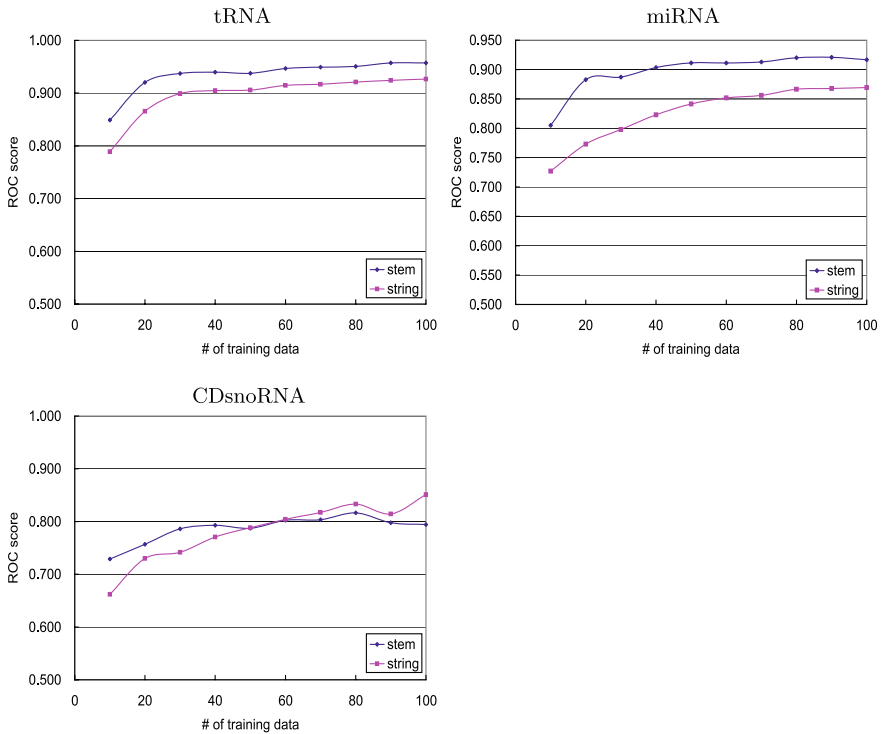 tRNA
1.000
0.900
0.800
0.700
0.600
0.500
ROC score
0 20 40 60 80 100
# of training data
stem
string
miRNA
0.950
0.900
0.850
0.800
0.750
0.700
0.650
0.600
0.550
0.500
ROC score
0 20 40 60 80 100
# of training data
stem
string
CDsnoRNA
1.000
0.900
0.800
0.700
0.600
0.500
ROC score
0 20 40 60 80 100
# of training data
stem
string